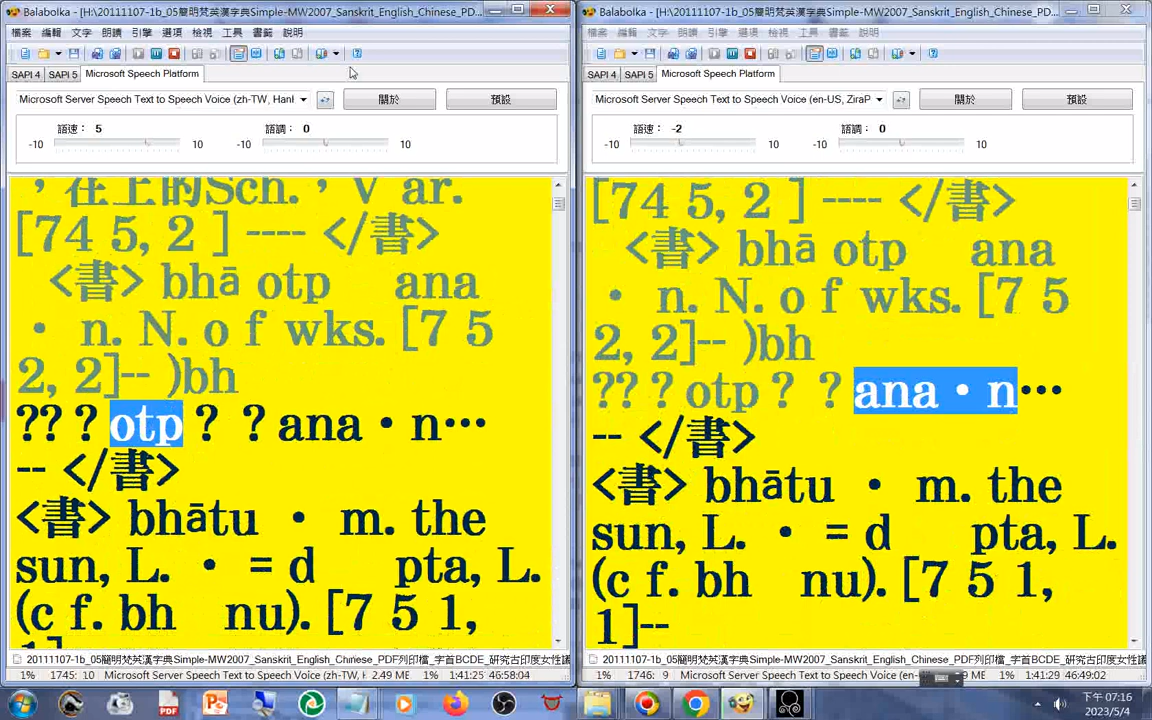 Balabolka - [H:\20111107-1b_05簡明梵英漢字典Simple-MW2007_Sanskrit_English_Chinese_PD...
檔案 編輯 文字 朗讀 引擎 選項 檢視 工具 書籤 說明
SAPI 4 SAPI 5 Microsoft Speech Platform
Microsoft Server Speech Text to Speech Voice (zh-TW, Hanl 關於 預設
語速: 5 語調: 0
-10 10 -10 10
，在上的Sch.，V ar.
[74 5, 2 ] ---- </書>
<書> bhā otp ana
• n. N. o f wks. [7 5
2, 2]-- )bh
?? ? otp ? ? ana • n…
-- </書>
<書> bhātu • m. the
sun, L. • = d pta, L.
(c f. bh nu). [7 5 1,
1]
20111107-1b_05簡明梵英漢字典Simple-MW2007_Sanskrit_English_Chinese_PDF列印檔_字首BCDE_研究古印度女性議
1% 1745: 10 Microsoft Server Speech Text to Speech Voice (zh-TW, H 2.49 ME 1% 1:41:25 46:58:04
Balabolka - [H:\20111107-1b_05簡明梵英漢字典Simple-MW2007_Sanskrit_English_Chinese_PD...
檔案 編輯 文字 朗讀 引擎 選項 檢視 工具 書籤 說明
SAPI 4 SAPI 5 Microsoft Speech Platform
Microsoft Server Speech Text to Speech Voice (en-US, ZiraP 關於 預設
語速: -2 語調: 0
-10 10 -10 10
[74 5, 2 ] ---- </書>
<書> bhā otp ana
• n. N. o f wks. [7 5
2, 2]-- )bh
?? ? otp ? ? ana • n…
-- </書>
<書> bhātu • m. the
sun, L. • = d pta, L.
(c f. bh nu). [7 5 1,
1]--
20111107-1b_05簡明梵英漢字典Simple-MW2007_Sanskrit_English_Chinese_PDF列印檔_字首BCDE_研究古印度女性議
1% 1746: 9 Microsoft Server Speech Text to Speech Voice (en-US, 9 ME 1% 1:41:29 46:49:02
PDF
下午 07:16
2023/5/4